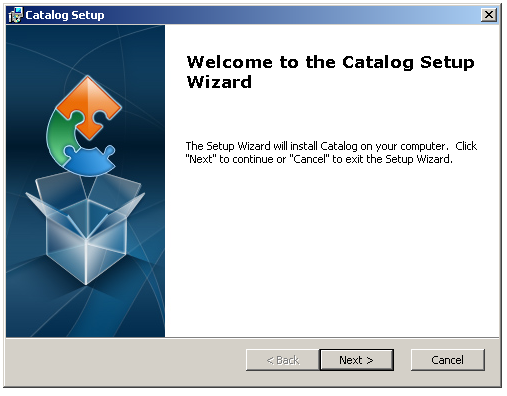 Catalog Setup
Welcome to the Catalog Setup
Wizard
The Setup Wizard will install Catalog on your computer. Click
"Next" to continue or "Cancel" to exit the Setup Wizard.
< Back Next > Cancel